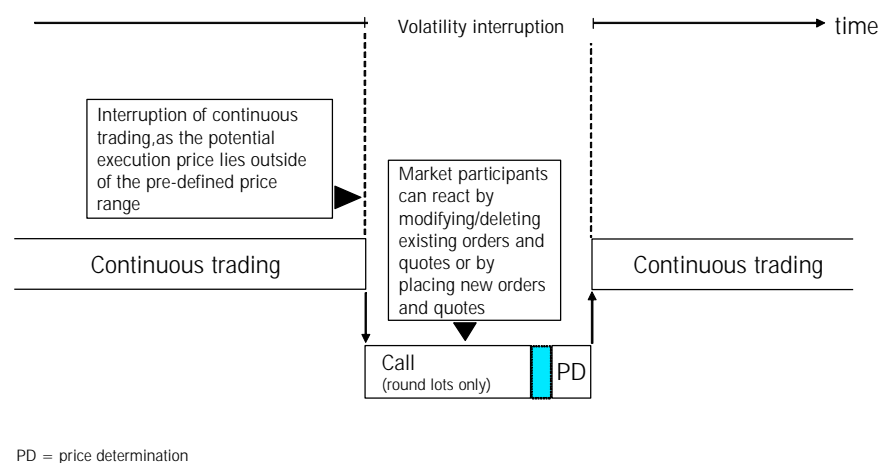 Volatility interruption
time
Interruption of continuous
trading,as the potential
execution price lies outside
of the pre-defined price
range
Market participants
can react by
modifying/deleting
existing orders and
quotes or by
placing new orders
and quotes
Continuous trading
Continuous trading
Call
(round lots only)
PD
PD = price determination